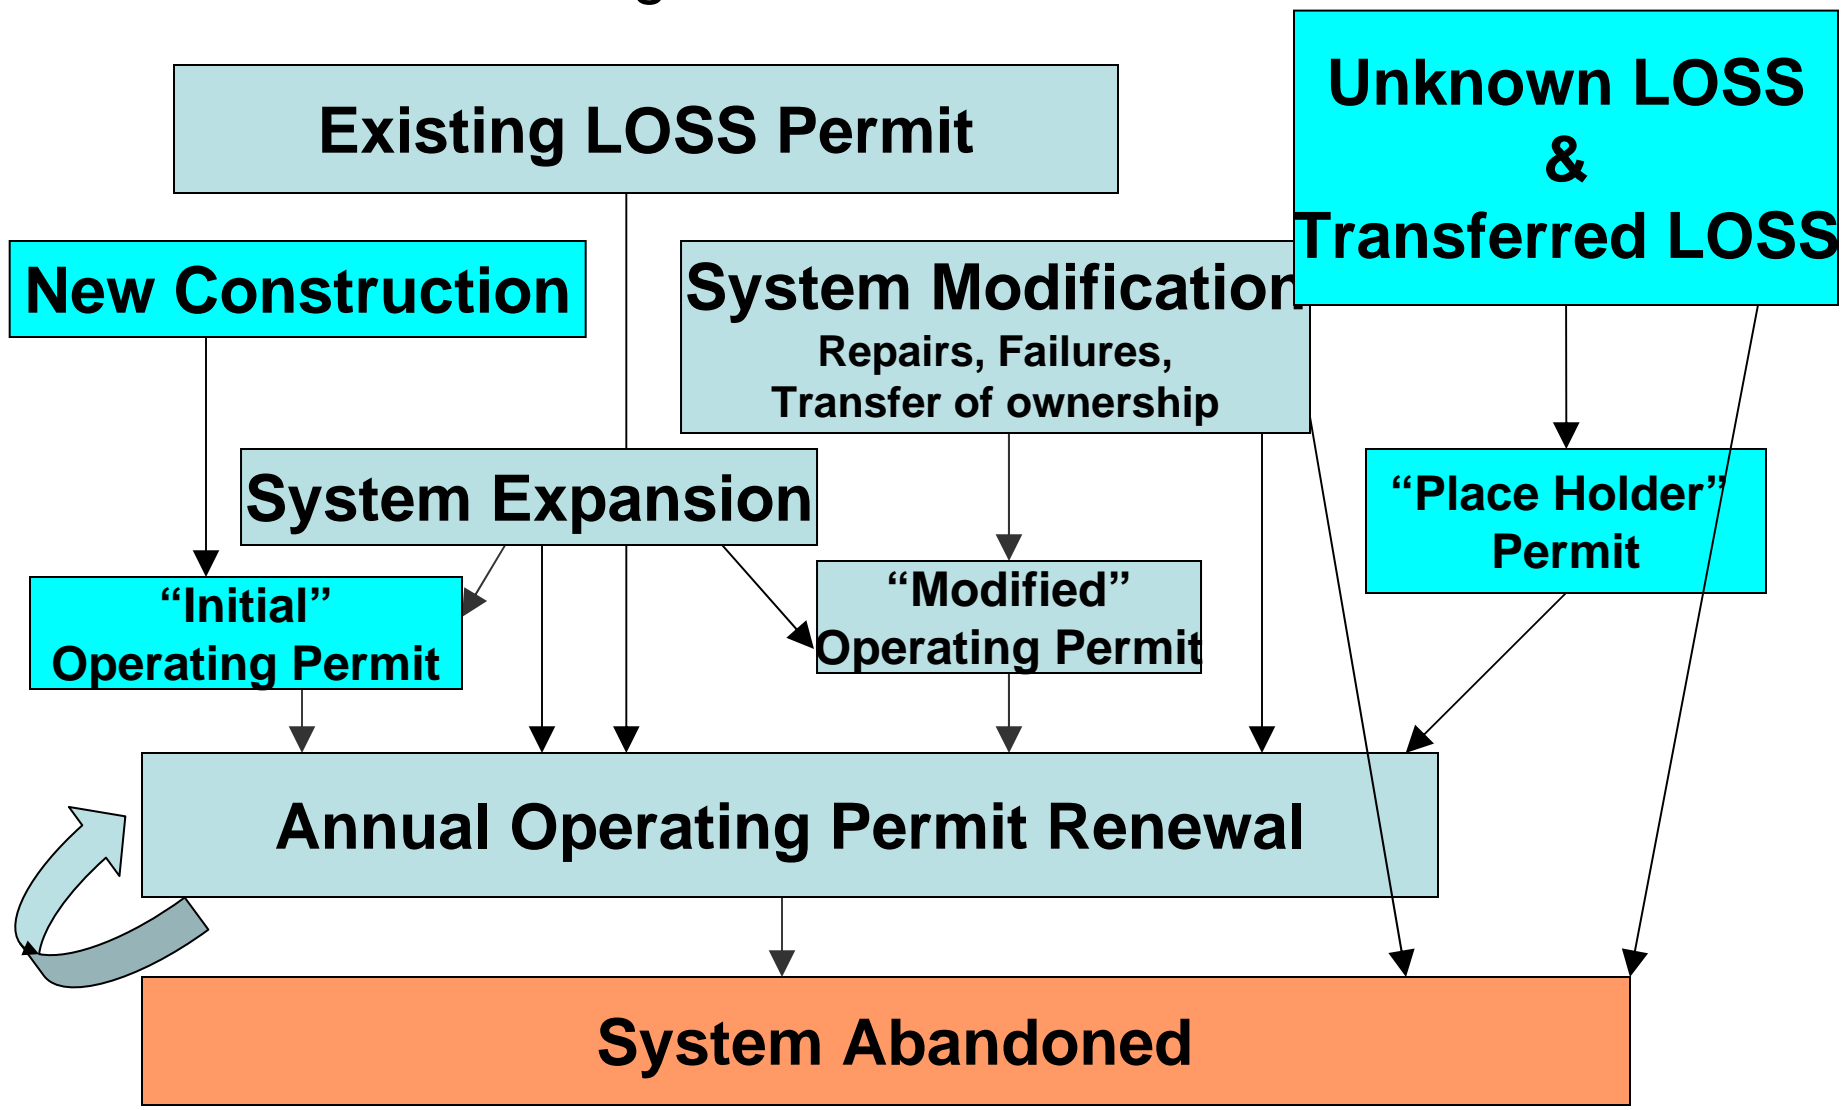 Existing LOSS Permit
Unknown LOSS
&
Transferred LOSS
New Construction
System Modification
Repairs, Failures,
Transfer of ownership
System Expansion
“Place Holder”
Permit
“Initial”
Operating Permit
“Modified”
Operating Permit
Annual Operating Permit Renewal
System Abandoned